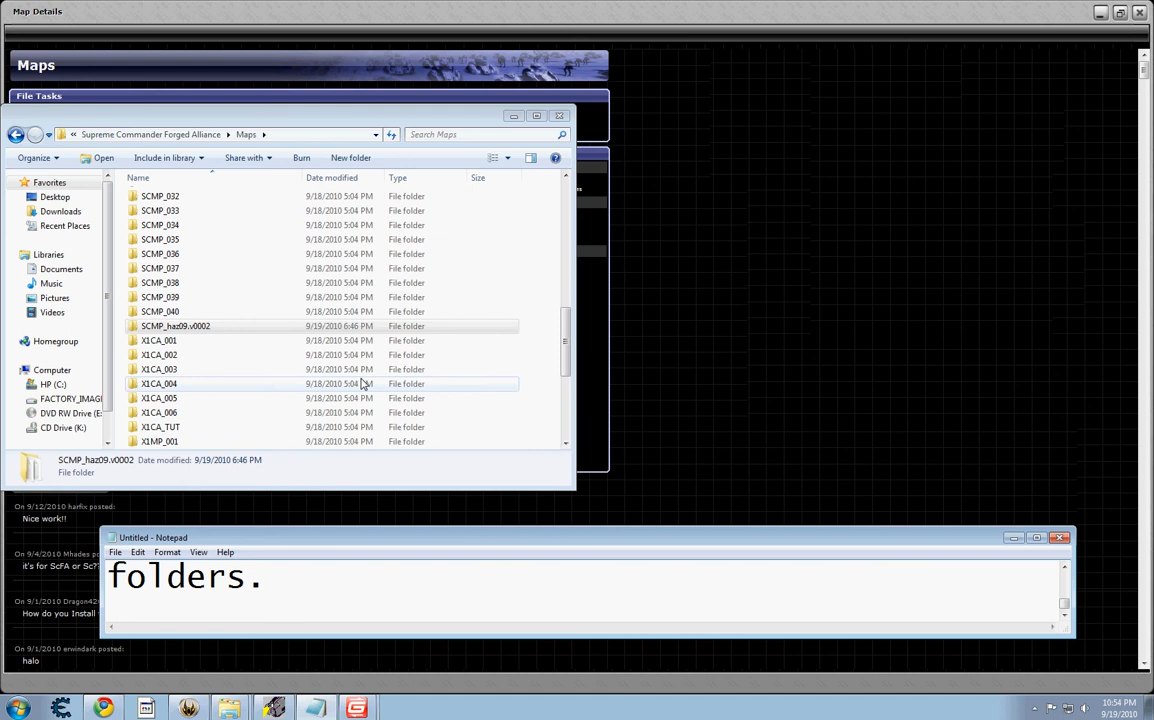 Map Details
Maps
File Tasks
« Supreme Commander Forged Alliance Maps
Search Maps
Organize Open Include in library Share with Burn New folder
Name Date modified Type Size
Favorites
Desktop
Downloads
Recent Places
Libraries
Documents
Music
Pictures
Videos
Homegroup
Computer
HP (C:)
FACTORY_IMAG
DVD RW Drive (E:
CD Drive (K:)
SCMP_032 9/18/2010 5:04 PM File folder
SCMP_033 9/18/2010 5:04 PM File folder
SCMP_034 9/18/2010 5:04 PM File folder
SCMP_035 9/18/2010 5:04 PM File folder
SCMP_036 9/18/2010 5:04 PM File folder
SCMP_037 9/18/2010 5:04 PM File folder
SCMP_038 9/18/2010 5:04 PM File folder
SCMP_039 9/18/2010 5:04 PM File folder
SCMP_040 9/18/2010 5:04 PM File folder
SCMP_haz09.v0002 9/19/2010 6:46 PM File folder
X1CA_001 9/18/2010 5:04 PM File folder
X1CA_002 9/18/2010 5:04 PM File folder
X1CA_003 9/18/2010 5:04 PM File folder
X1CA_004 9/18/2010 5:04 PM File folder
X1CA_005 9/18/2010 5:04 PM File folder
X1CA_006 9/18/2010 5:04 PM File folder
X1CA_TUT 9/18/2010 5:04 PM File folder
X1MP_001 9/18/2010 5:04 PM File folder
SCMP_haz09.v0002 Date modified: 9/19/2010 6:46 PM
File folder
On 9/12/2010 harfix posted:
Nice work!!
On 9/4/2010 Mhades po
it's for ScFA or Sc??
On 9/1/2010 Dragon42
How do you Install
On 9/1/2010 erwindark posted:
halo
Untitled - Notepad
File Edit Format View Help
folders.
10:54 PM
9/19/2010